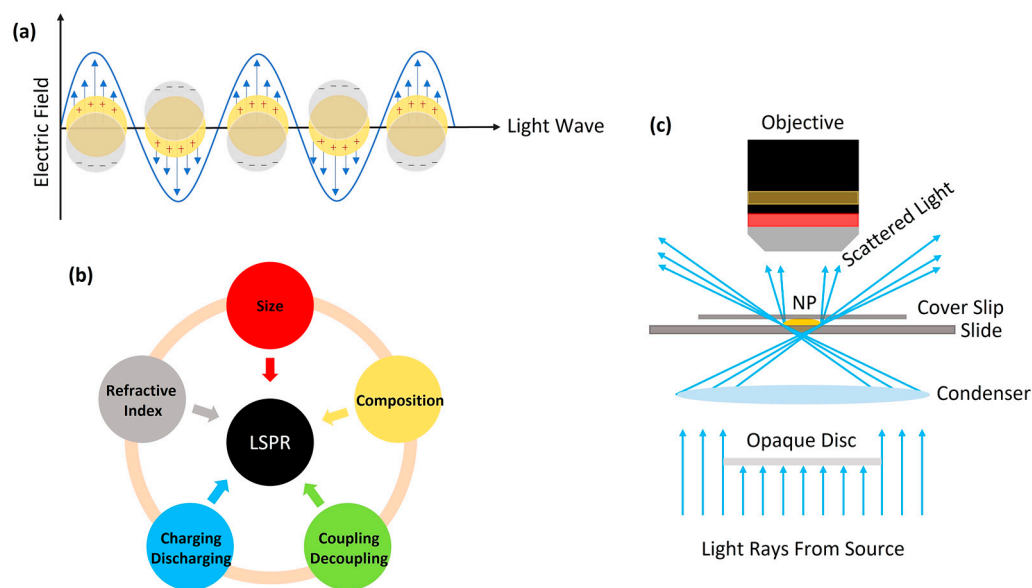 (a)
Electric Field
Light Wave
(b)
Size
Refractive
Index
Composition
LSPR
Charging
Discharging
Coupling
Decoupling
(c)
Objective
Scattered Light
NP
Cover Slip
Slide
Condenser
Opaque Disc
Light Rays From Source